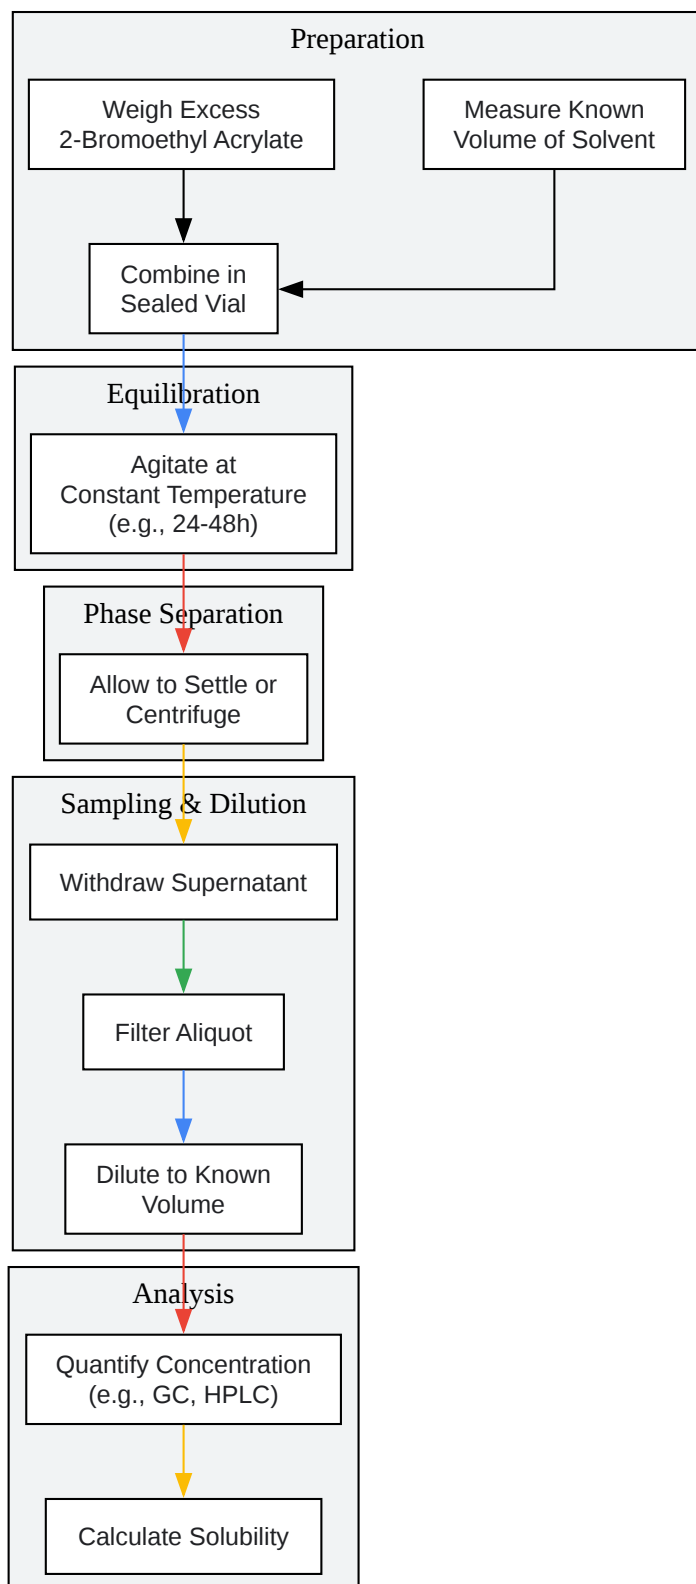 Preparation
Weigh Excess
2-Bromoethyl Acrylate
Measure Known
Volume of Solvent
Combine in
Sealed Vial
Equilibration
Agitate at
Constant Temperature
(e.g., 24-48h)
Phase Separation
Allow to Settle or
Centrifuge
Sampling & Dilution
Withdraw Supernatant
Filter Aliquot
Dilute to Known
Volume
Analysis
Quantify Concentration
(e.g., GC, HPLC)
Calculate Solubility